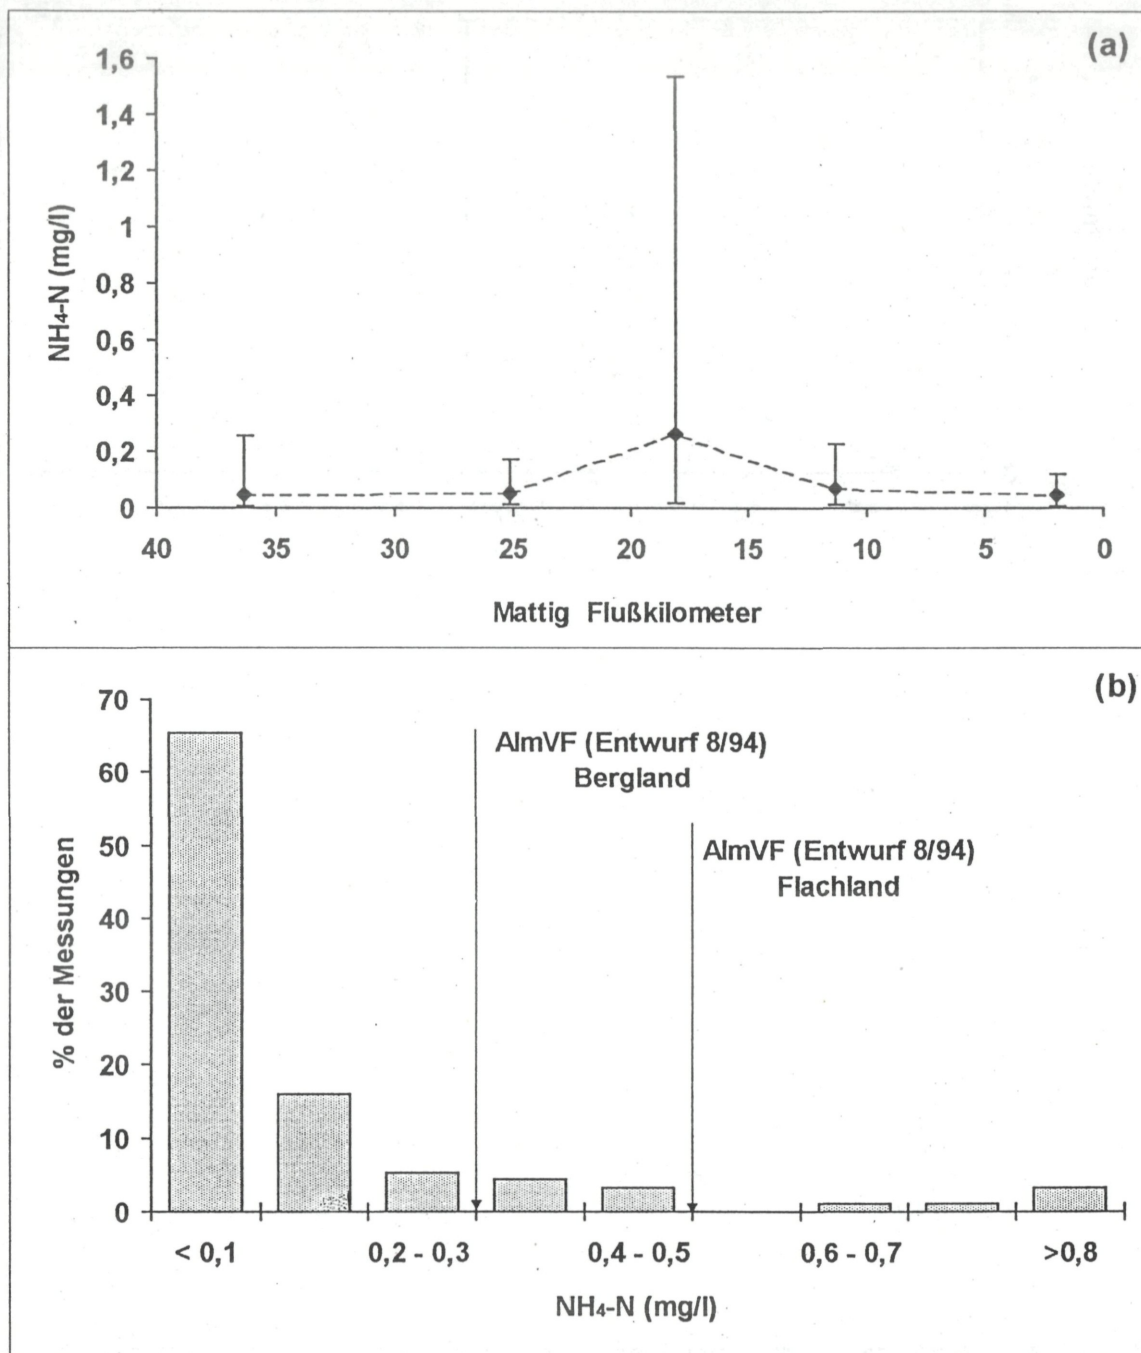 (a)
1,6
1,4
1,2
1
0,8
0,6
0,4
0,2
0
NH₄-N (mg/l)
40 35 30 25 20 15 10 5 0
Mattig Flußkilometer
(b)
70
60
50
40
30
20
10
0
% der Messungen
AImVF (Entwurf 8/94)
Bergland
AImVF (Entwurf 8/94)
Flachland
< 0,1 0,2 - 0,3 0,4 - 0,5 0,6 - 0,7 >0,8
NH₄-N (mg/l)